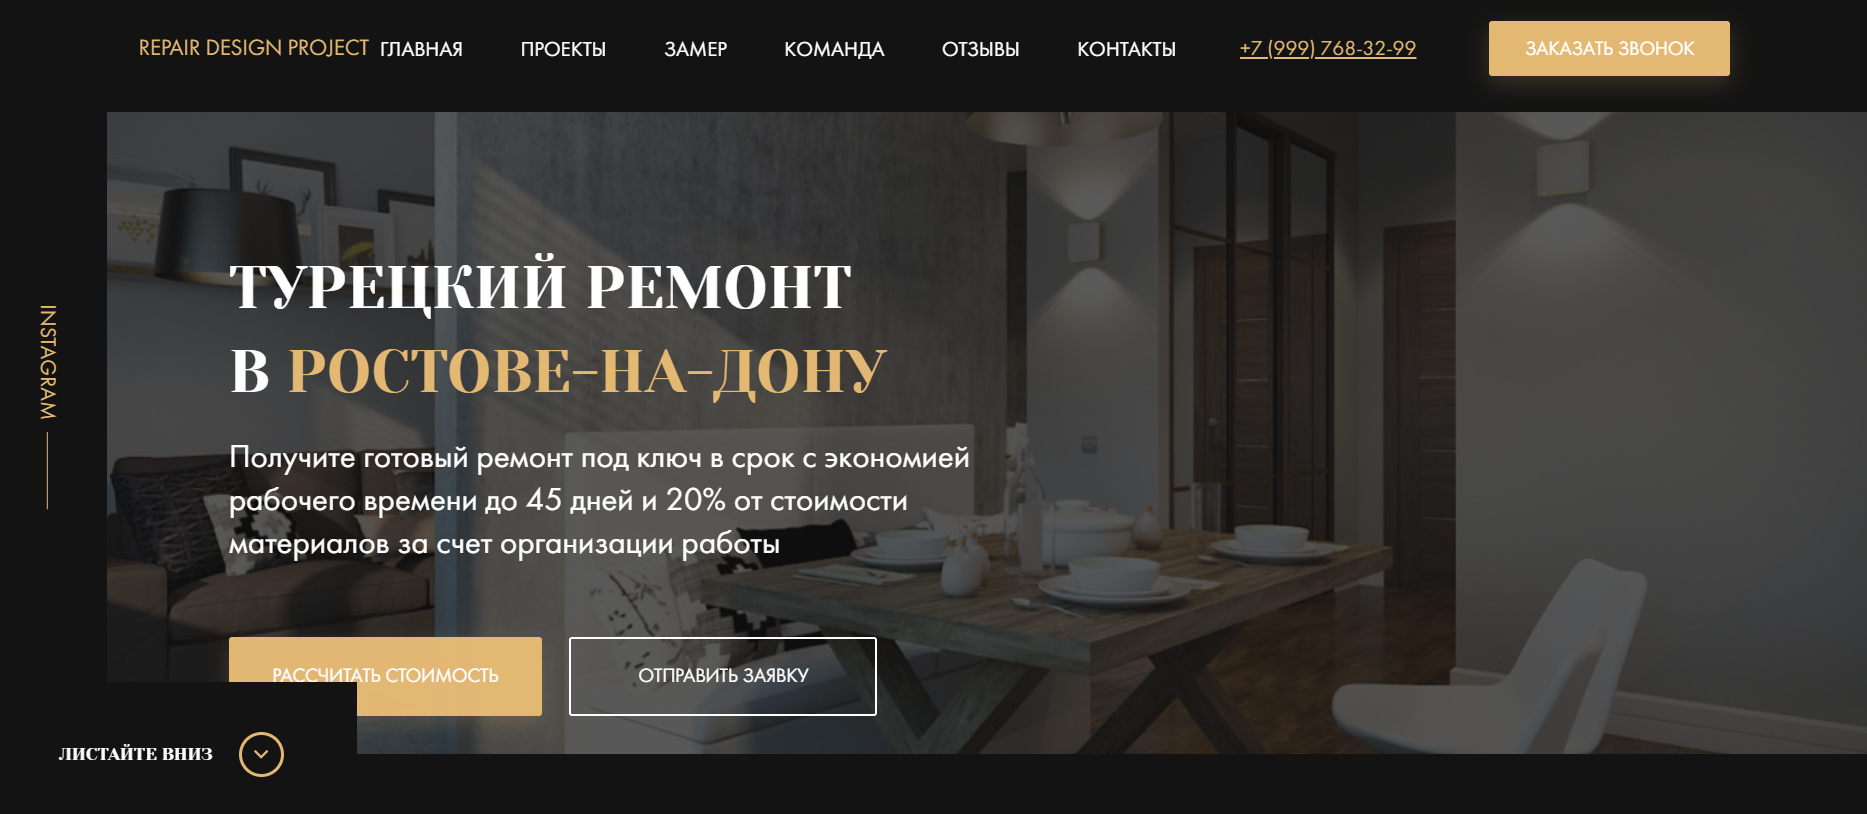 REPAIR DESIGN PROJECT ГЛАВНАЯ ПРОЕКТЫ ЗАМЕР КОМАНДА ОТЗЫВЫ КОНТАКТЫ +7 (999) 768-32-99 ЗАКАЗАТЬ ЗВОНОК
INSTAGRAM
ТУРЕЦКИЙ РЕМОНТ
В РОСТОВЕ-НА-ДОНУ
Получите готовый ремонт под ключ в срок с экономией
рабочего времени до 45 дней и 20% от стоимости
материалов за счет организации работы
РАССЧИТАТЬ СТОИМОСТЬ ОТПРАВИТЬ ЗАЯВКУ
ЛИСТАЙТЕ ВНИЗ